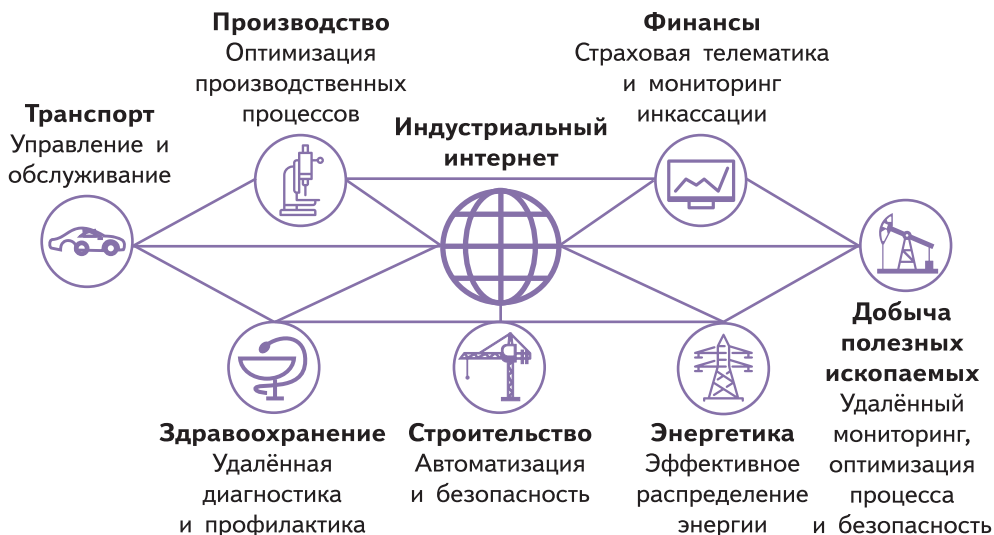 Производство
Оптимизация
производственных
процессов
Финансы
Страховая телематика
и мониторинг
инкассации
Транспорт
Управление и
обслуживание
Индустриальный
интернет
Здравоохранение
Удалённая
диагностика
и профилактика
Строительство
Автоматизация
и безопасность
Энергетика
Эффективное
распределение
энергии
Добыча
полезных
ископаемых
Удалённый
мониторинг,
оптимизация
процесса
и безопасность